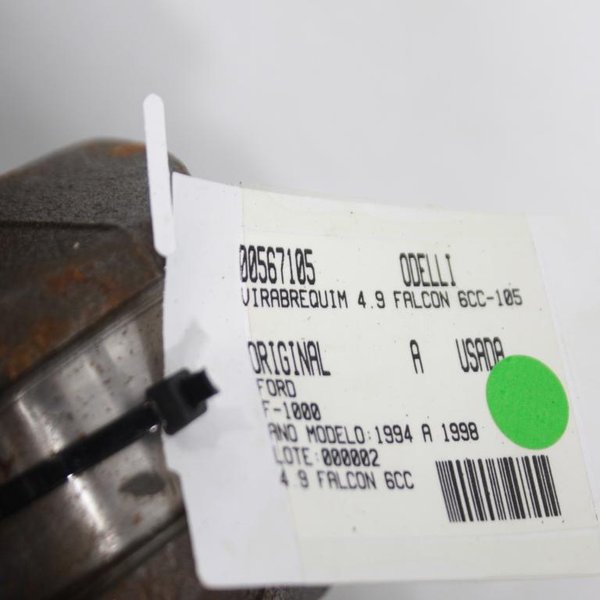 00567105 ODELLI
VIRABREQUIM 4.9 FALCON 6CC-105
ORIGINAL A USADA
FORD
F-1000
ANO MODELO:1994 A 1998
LOTE:000002
4.9 FALCON 6CC